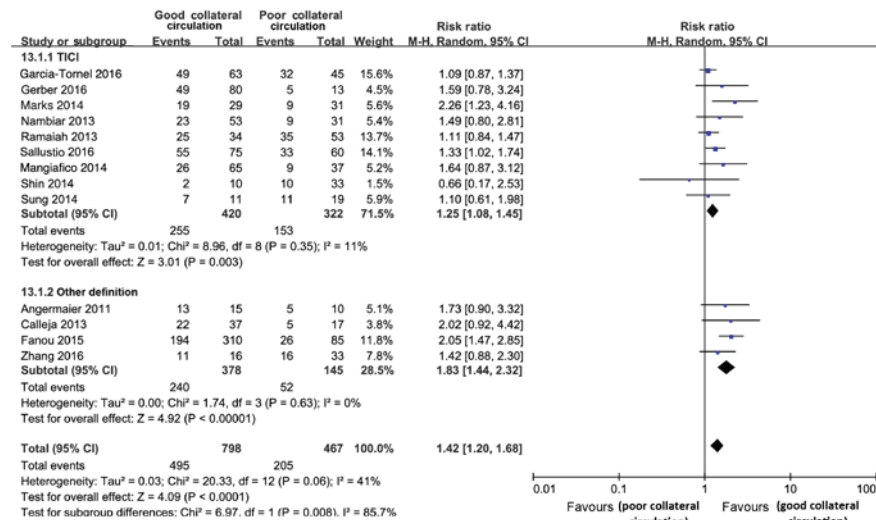 Good collateral Poor collateral
circulation circulation Risk ratio Risk ratio
Study or subgroup Events Total Events Total Weight M-H. Random. 95% CI M-H. Random. 95% CI
13.1.1 TICI
Garcia-Tornel 2016 49 63 32 45 15.6% 1.09 [0.87, 1.37]
Gerber 2016 49 80 5 13 4.3% 1.59 [0.78, 3.24]
Marks 2014 19 29 9 31 5.6% 2.26 [1.23, 4.16]
Nambiar 2013 23 53 9 31 5.2% 1.49 [0.80, 2.81]
Ramaiah 2013 25 34 35 53 13.7% 1.11 [0.84, 1.47]
Sallustio 2016 55 75 33 60 14.1% 1.33 [1.02, 1.74]
Mangiafico 2014 26 65 9 37 5.2% 1.64 [0.87, 3.12]
Shin 2014 2 10 10 33 1.5% 0.66 [0.17, 2.53]
Sung 2014 7 11 11 19 5.9% 1.10 [0.61, 1.98]
Subtotal (95% CI) 420 322 71.5% 1.25 [1.08, 1.45]
Total events 255 153
Heterogeneity: Tau² = 0.01; Chi² = 8.96, df = 8 (P = 0.35); I² = 11%
Test for overall effect: Z = 3.01 (P = 0.003)
13.1.2 Other definition
Angermaier 2011 13 15 5 10 5.1% 1.73 [0.90, 3.32]
Calleja 2013 22 37 5 17 3.8% 2.02 [0.92, 4.42]
Fanou 2015 194 310 26 85 11.8% 2.05 [1.47, 2.85]
Zhang 2016 11 16 16 33 7.8% 1.42 [0.88, 2.30]
Subtotal (95% CI) 378 145 28.5% 1.83 [1.44, 2.32]
Total events 240 52
Heterogeneity: Tau² = 0.00; Chi² = 1.74, df = 3 (P = 0.63); I² = 0%
Test for overall effect: Z = 4.92 (P < 0.00001)
Total (95% CI) 798 467 100.0% 1.42 [1.20, 1.68]
Total events 495 205
Heterogeneity: Tau² = 0.03; Chi² = 20.33, df = 12 (P = 0.06); I² = 41%
Test for overall effect: Z = 4.09 (P < 0.0001)
Test for subgroup differences: Chi² = 6.97, df = 1 (P = 0.008), I² = 85.7%
0.01 0.1 1 10 100
Favours (poor collateral Favours (good collateral
circulation) circulation)